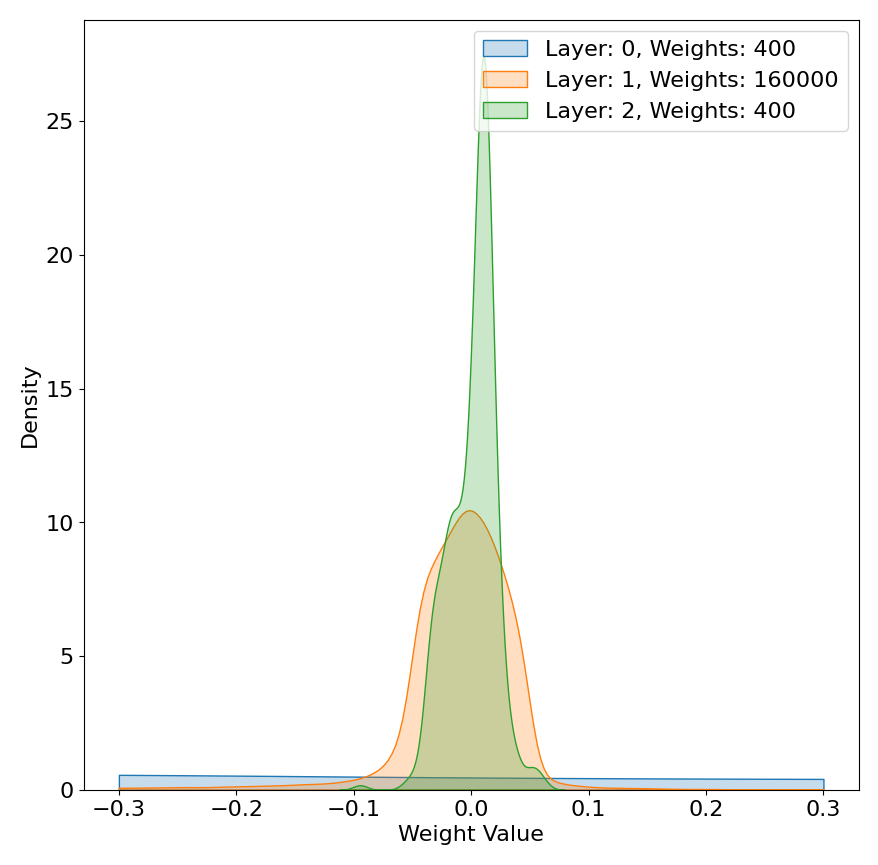 Layer: 0, Weights: 400
Layer: 1, Weights: 160000
Layer: 2, Weights: 400
25
20
15
10
5
0
Density
−0.3 −0.2 −0.1 0.0 0.1 0.2 0.3
Weight Value